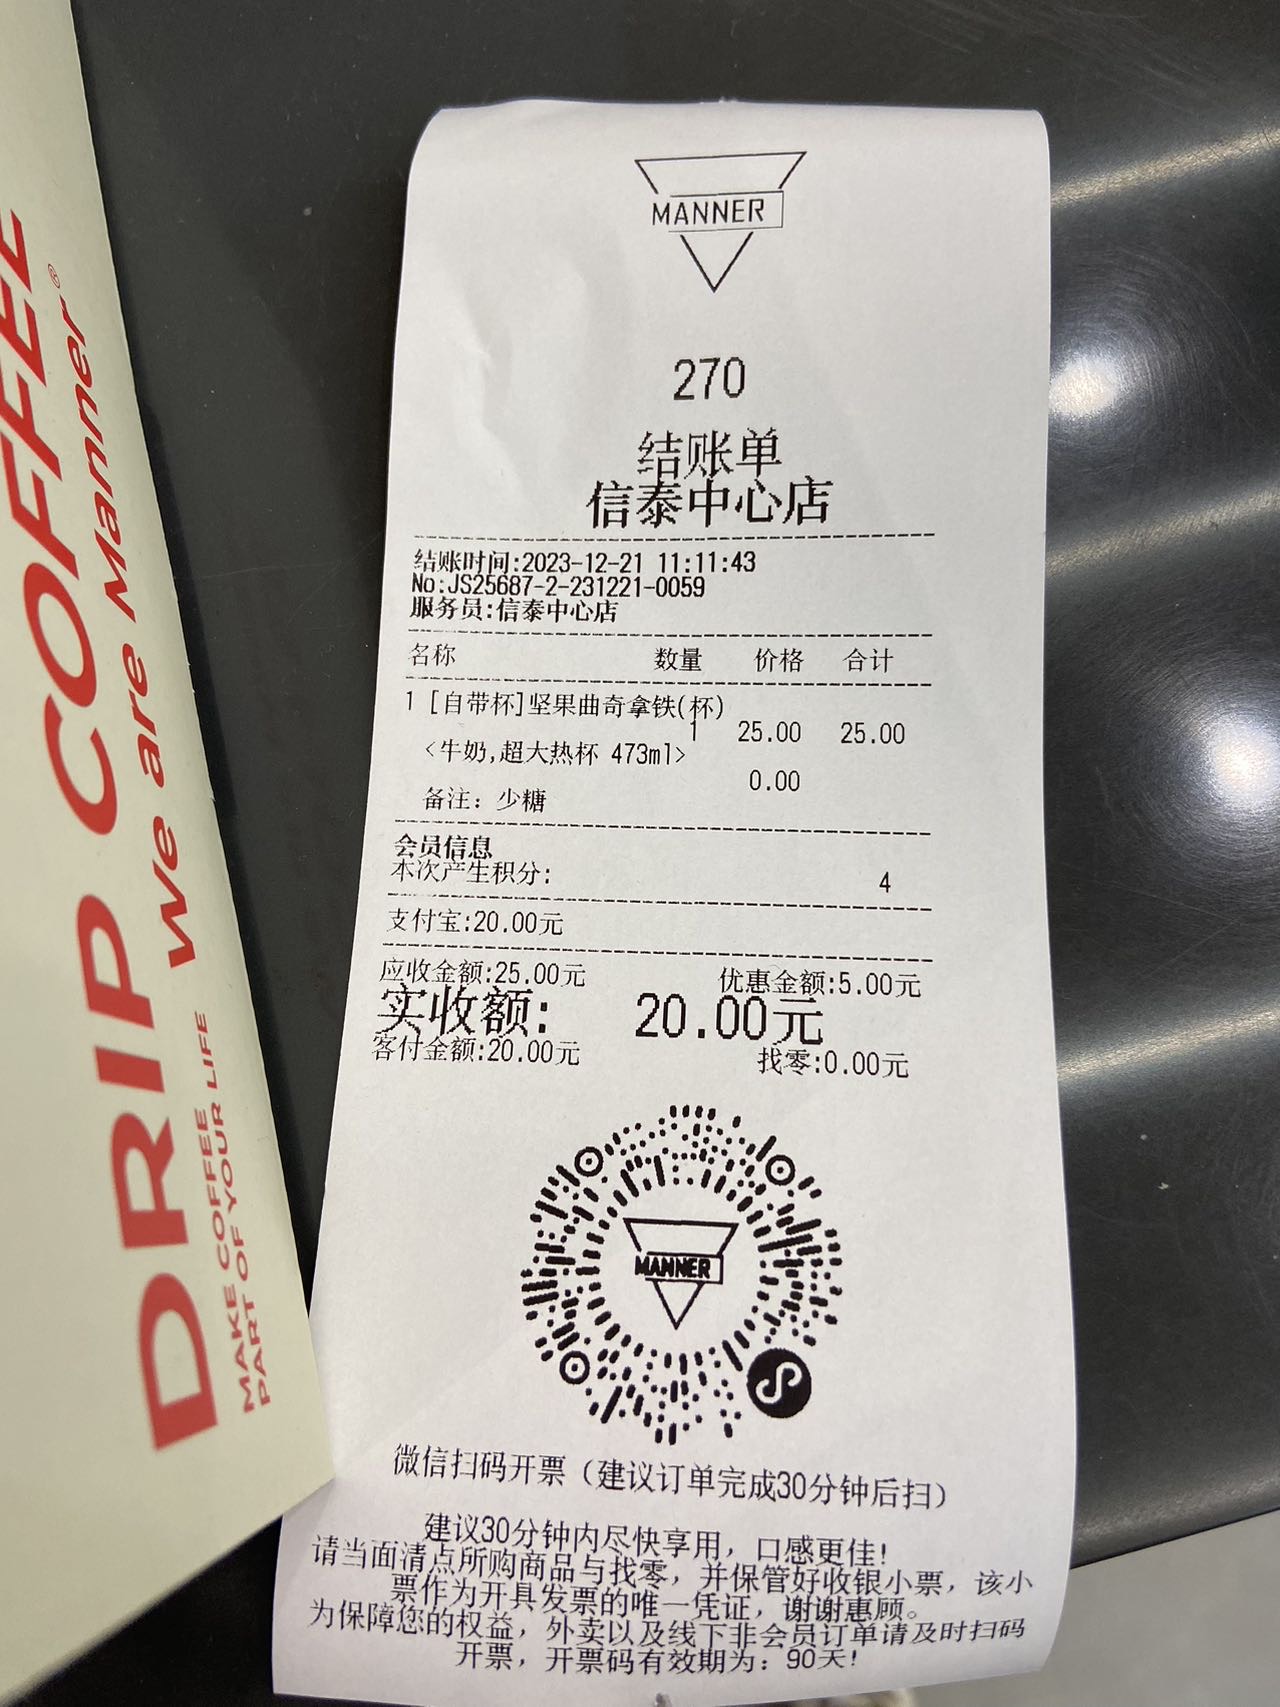 DRIP COFFEE
We are Manner®
MAKE COFFEE
PART OF YOUR LIFE
MANNER
270
结账单
信泰中心店
结账时间:2023-12-21 11:11:43
No:JS25687-2-231221-0059
服务员:信泰中心店
名称 数量 价格 合计
1 [自带杯]坚果曲奇拿铁(杯)
1 25.00 25.00
<牛奶,超大热杯 473ml>
0.00
备注：少糖
会员信息
本次产生积分: 4
支付宝:20.00元
应收金额:25.00元 优惠金额:5.00元
实收额: 20.00元
客付金额:20.00元 找零:0.00元
MANNER
微信扫码开票（建议订单完成30分钟后扫）
建议30分钟内尽快享用，口感更佳!
请当面清点所购商品与找零，并保管好收银小票，该小
票作为开具发票的唯一凭证，谢谢惠顾。
为保障您的权益，外卖以及线下非会员订单请及时扫码
开票，开票码有效期为：90天!